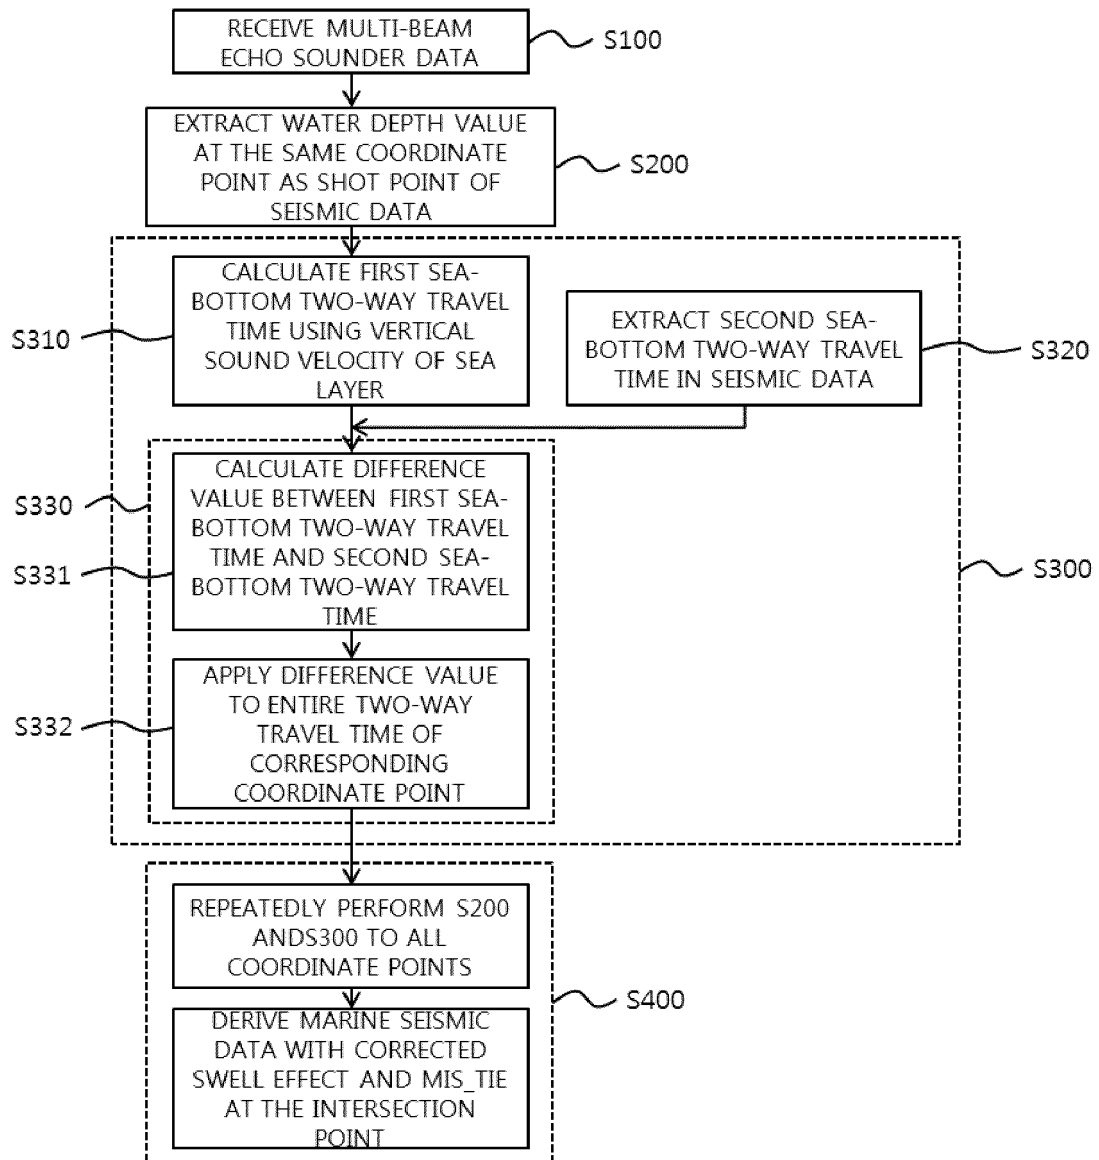 RECEIVE MULTI-BEAM
ECHO SOUNDER DATA
S100
EXTRACT WATER DEPTH VALUE
AT THE SAME COORDINATE
POINT AS SHOT POINT OF
SEISMIC DATA
S200
CALCULATE FIRST SEA-
BOTTOM TWO-WAY TRAVEL
TIME USING VERTICAL
SOUND VELOCITY OF SEA
LAYER
S310
EXTRACT SECOND SEA-
BOTTOM TWO-WAY TRAVEL
TIME IN SEISMIC DATA
S320
S330
CALCULATE DIFFERENCE
VALUE BETWEEN FIRST SEA-
BOTTOM TWO-WAY TRAVEL
TIME AND SECOND SEA-
BOTTOM TWO-WAY TRAVEL
TIME
S331
S300
APPLY DIFFERENCE VALUE
TO ENTIRE TWO-WAY
TRAVEL TIME OF
CORRESPONDING
COORDINATE POINT
S332
REPEATEDLY PERFORM S200
ANDS300 TO ALL
COORDINATE POINTS
S400
DERIVE MARINE SEISMIC
DATA WITH CORRECTED
SWELL EFFECT AND MIS_TIE
AT THE INTERSECTION
POINT